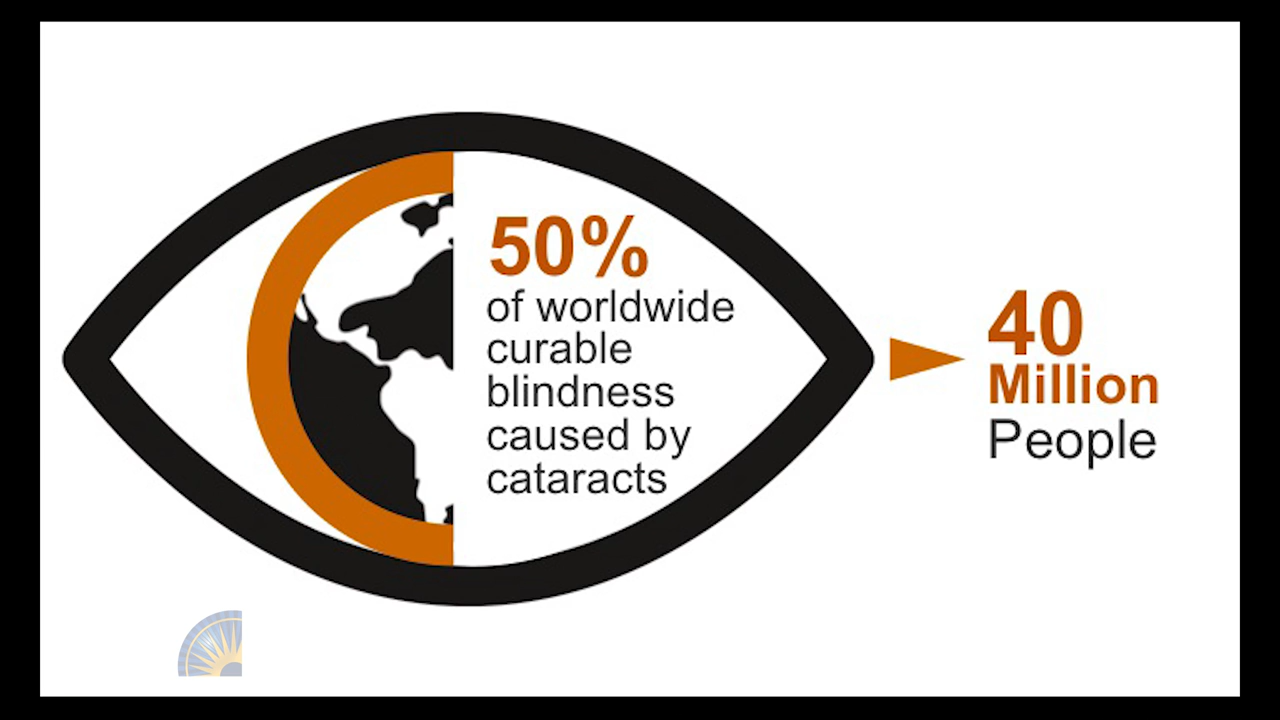 50%
of worldwide
curable
blindness
caused by
cataracts
40
Million
People